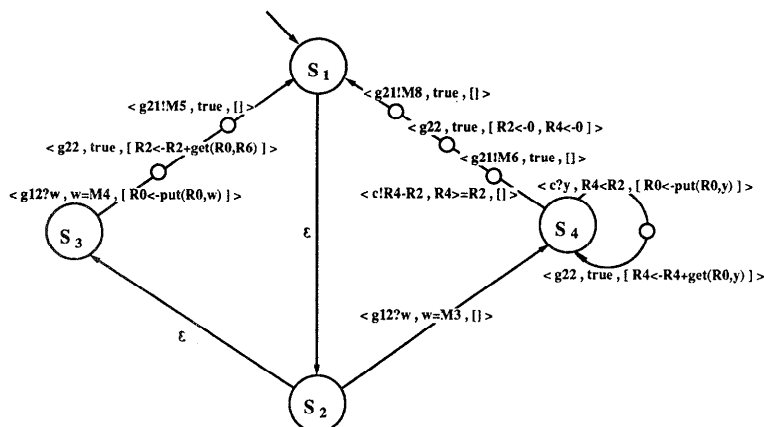 S1
< g21!M5 , true , [] >
< g21!M8 , true , [] >
< g22 , true , [ R2<-0 , R4<-0 ] >
< g22 , true , [ R2<-R2+get(R0,R6) ] >
< g21!M6 , true , [] >
< g12?w , w=M4 , [ R0<-put(R0,w) ] >
< c!R4-R2 , R4>=R2 , [] >
< c?y , R4<R2 , [ R0<-put(R0,y) ] >
S3
ε
S4
< g22 , true , [ R4<-R4+get(R0,y) ] >
< g12?w , w=M3 , [] >
ε
S2